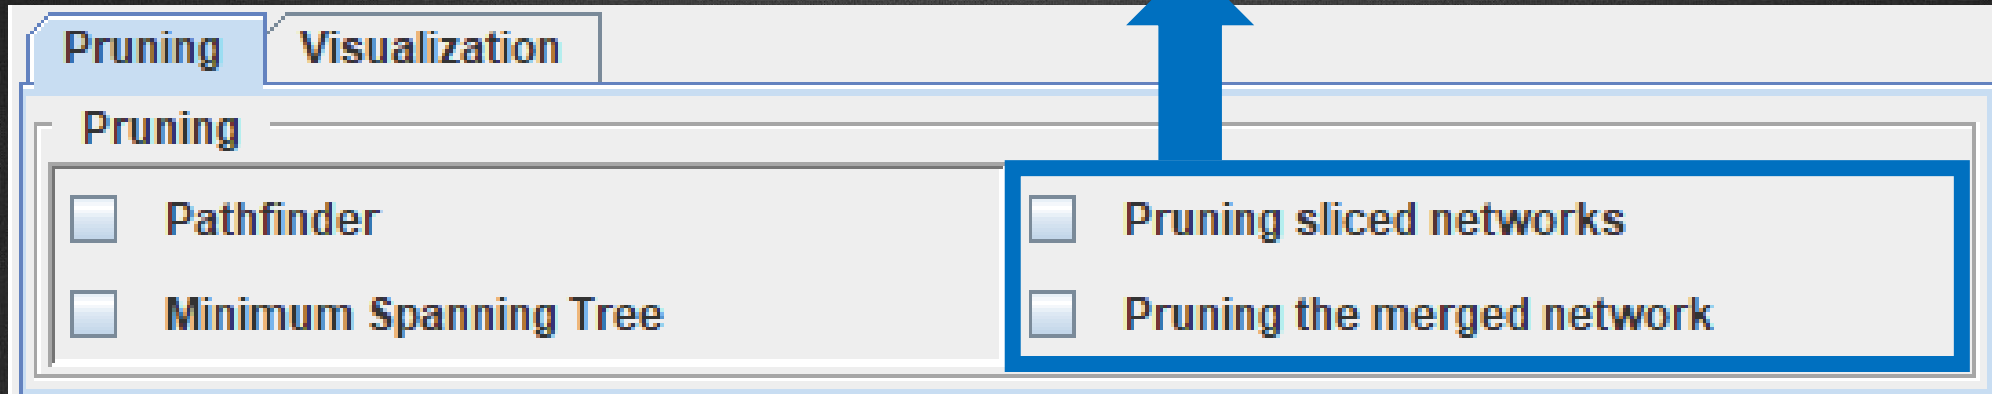 Pruning Visualization
Pruning
Pathfinder Pruning sliced networks
Minimum Spanning Tree Pruning the merged network